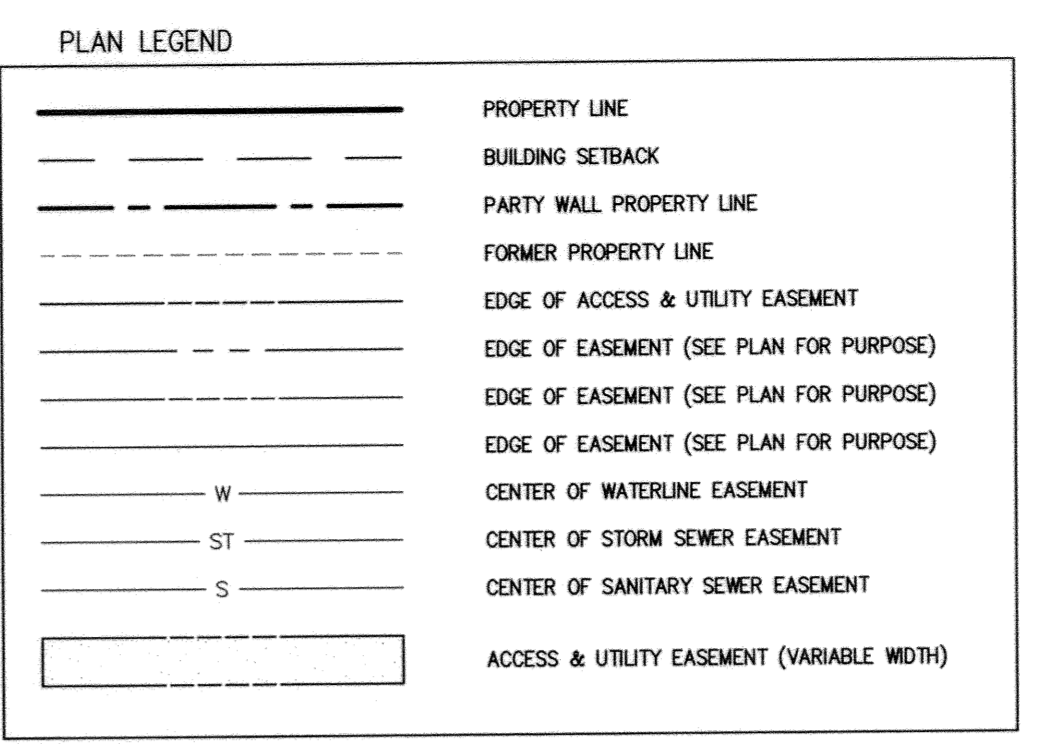 PLAN LEGEND
PROPERTY LINE
BUILDING SETBACK
PARTY WALL PROPERTY LINE
FORMER PROPERTY LINE
EDGE OF ACCESS & UTILITY EASEMENT
EDGE OF EASEMENT (SEE PLAN FOR PURPOSE)
EDGE OF EASEMENT (SEE PLAN FOR PURPOSE)
EDGE OF EASEMENT (SEE PLAN FOR PURPOSE)
W CENTER OF WATERLINE EASEMENT
ST CENTER OF STORM SEWER EASEMENT
S CENTER OF SANITARY SEWER EASEMENT
ACCESS & UTILITY EASEMENT (VARIABLE WIDTH)